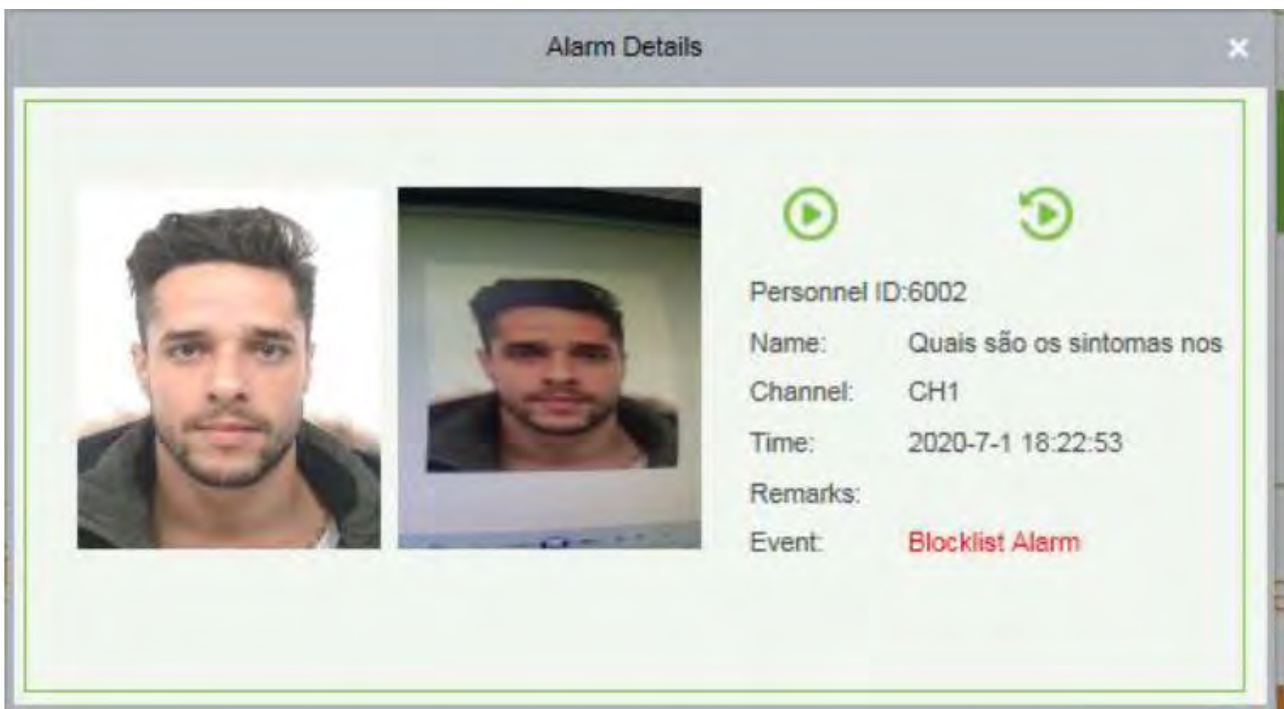 Alarm Details
Personnel ID:6002
Name: Quais são os sintomas nos
Channel: CH1
Time: 2020-7-1 18:22:53
Remarks:
Event: Blocklist Alarm